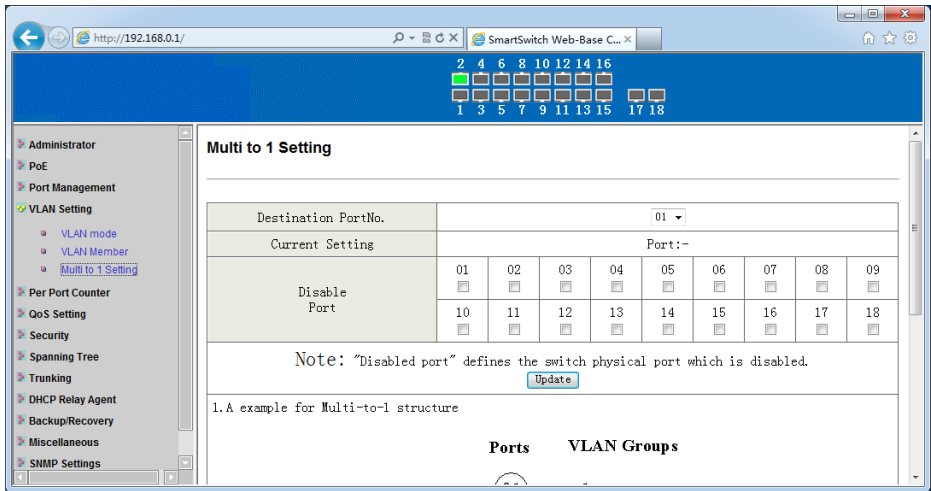 http://192.168.0.1/
SmartSwitch Web-Base C...
2 4 6 8 10 12 14 16
1 3 5 7 9 11 13 15 17 18
Administrator
PoE
Port Management
VLAN Setting
VLAN mode
VLAN Member
Multi to 1 Setting
Per Port Counter
QoS Setting
Security
Spanning Tree
Trunking
DHCP Relay Agent
Backup/Recovery
Miscellaneous
SNMP Settings
Multi to 1 Setting
Destination PortNo. 01
Current Setting Port:-
Disable
Port
01 02 03 04 05 06 07 08 09
10 11 12 13 14 15 16 17 18
Note: "Disabled port" defines the switch physical port which is disabled.
Update
1.A example for Multi-to-1 structure
Ports VLAN Groups